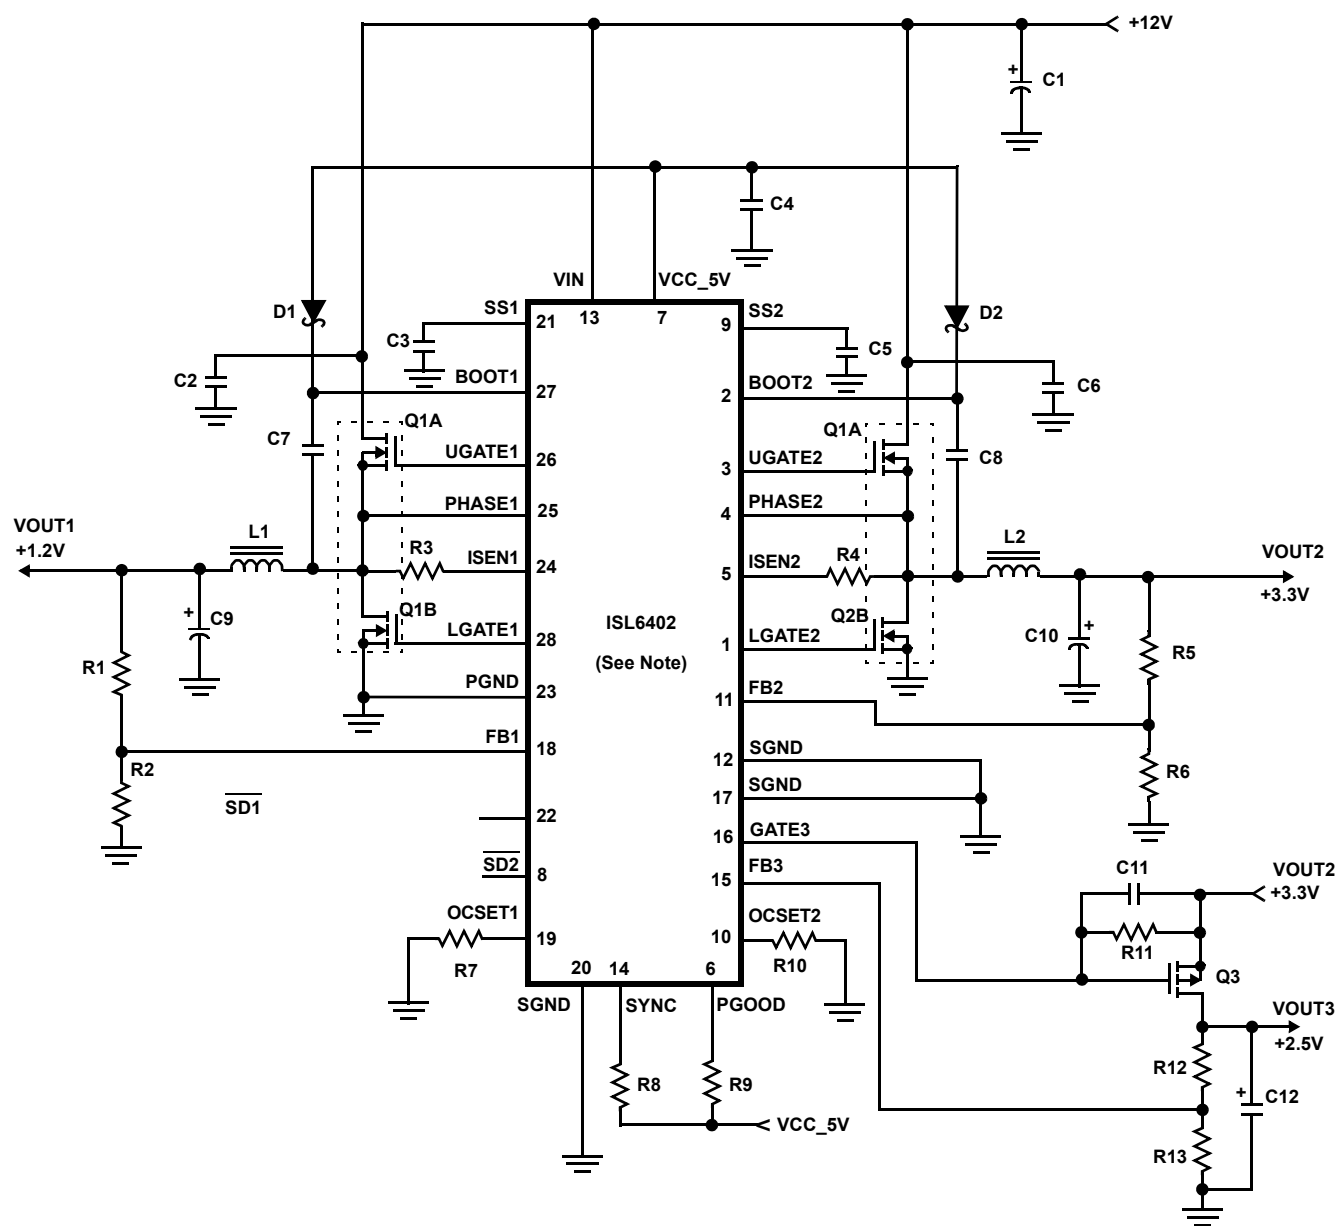 +12V
+
C1
C4
VIN
VCC_5V
SS1
SS2
D1
D2
21
13
7
9
C3
C5
C2
BOOT1
BOOT2
C6
27
2
Q1A
Q1A
C7
C8
UGATE1
26
3
UGATE2
PHASE1
25
4
PHASE2
VOUT1
+1.2V
L1
R3
ISEN1
24
5
ISEN2
R4
L2
VOUT2
+3.3V
+
C9
Q1B
LGATE1
28
ISL6402
(See Note)
1
LGATE2
Q2B
C10
+
R5
R1
PGND
23
11
FB2
FB1
18
12
SGND
R2
R6
SD1
17
SGND
22
16
GATE3
SD2
8
15
FB3
C11
VOUT2
+3.3V
OCSET1
19
10
OCSET2
R7
R10
R11
20
14
6
Q3
SGND
SYNC
PGOOD
VOUT3
+2.5V
R8
R9
R12
+
C12
VCC_5V
R13